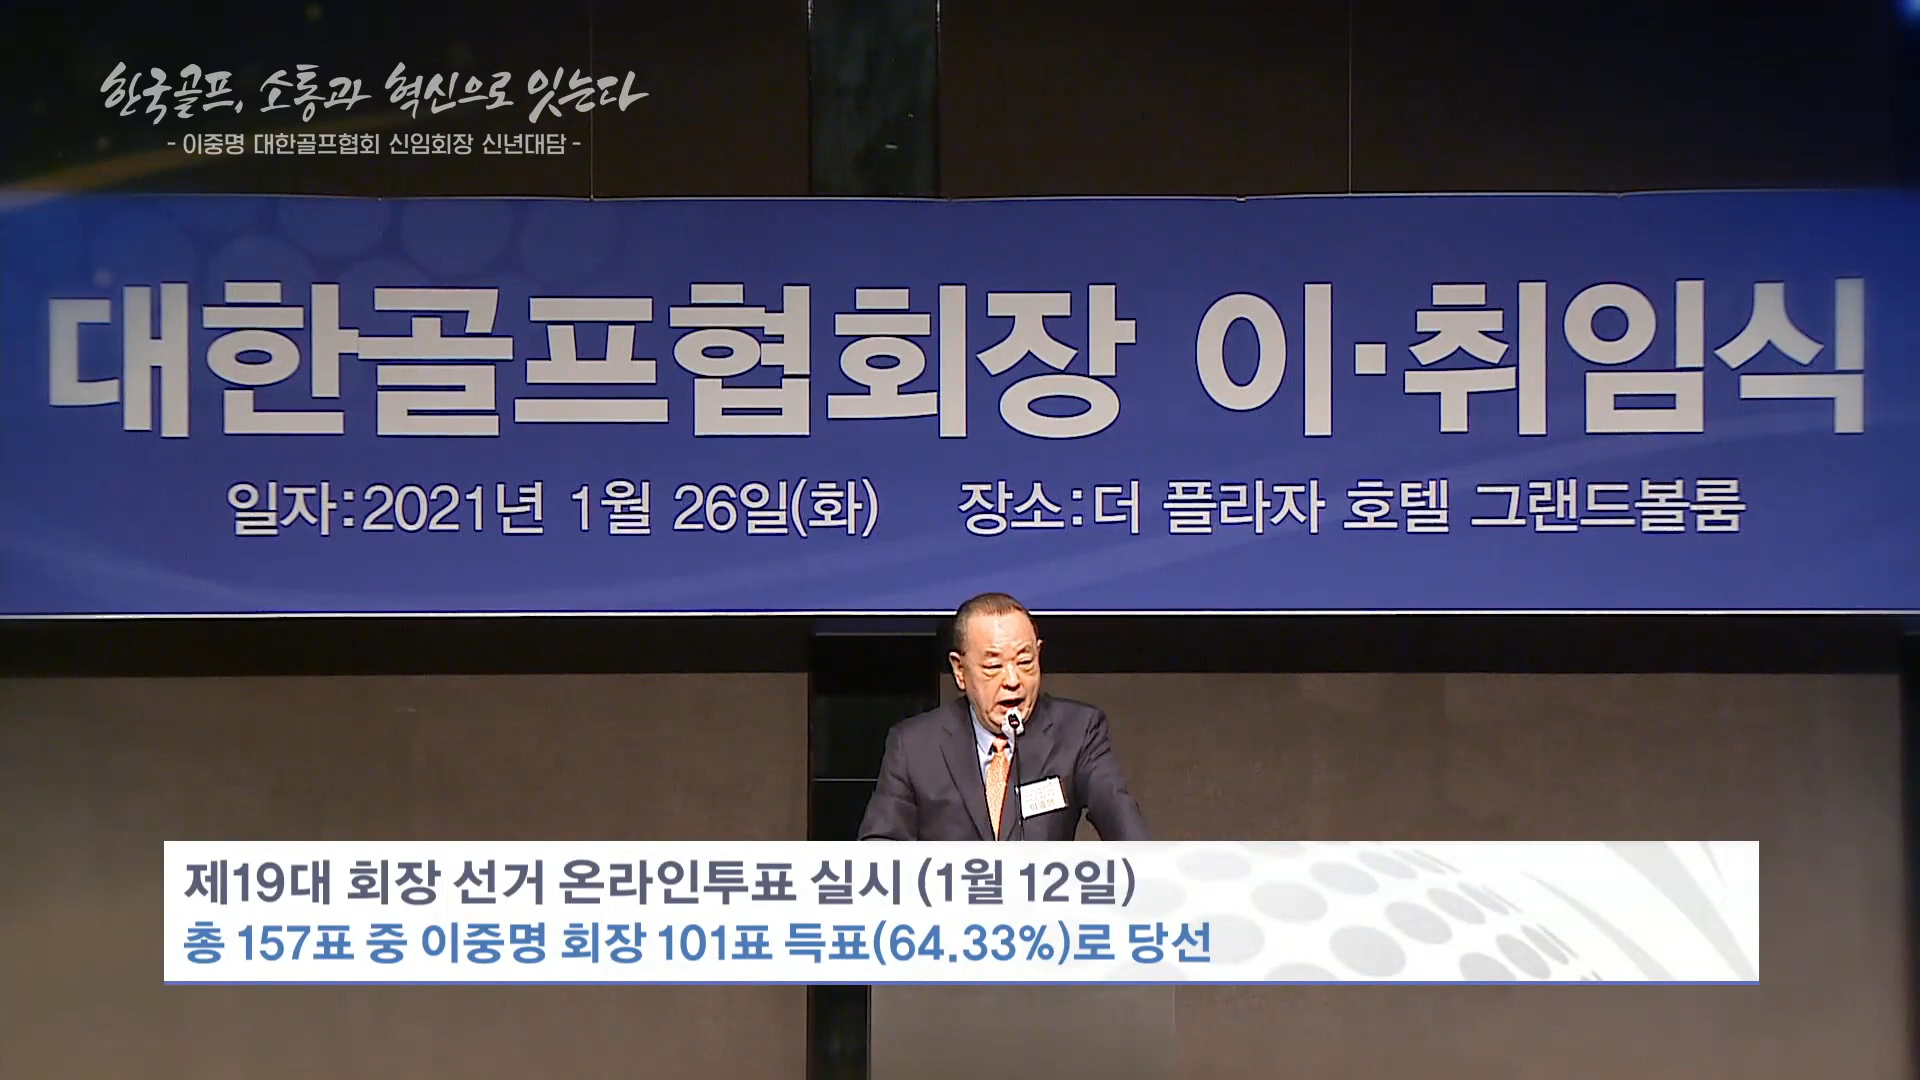 한국골프, 소통과 혁신으로 잇는다
- 이중명 대한골프협회 신임회장 신년대담 -
대한골프협회장 이·취임식
일자:2021년 1월 26일(화) 장소:더 플라자 호텔 그랜드볼룸
이중명
제19대 회장 선거 온라인투표 실시 (1월 12일)
총 157표 중 이중명 회장 101표 득표(64.33%)로 당선